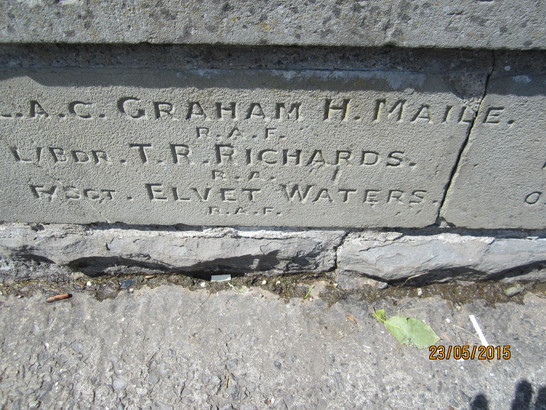 L.A.C. GRAHAM H. MAILE.
R.A.F.
L/BDR. T. R. RICHARDS.
R.A.
F/SGT. ELVET WATERS.
R.A.F.
23/05/2015